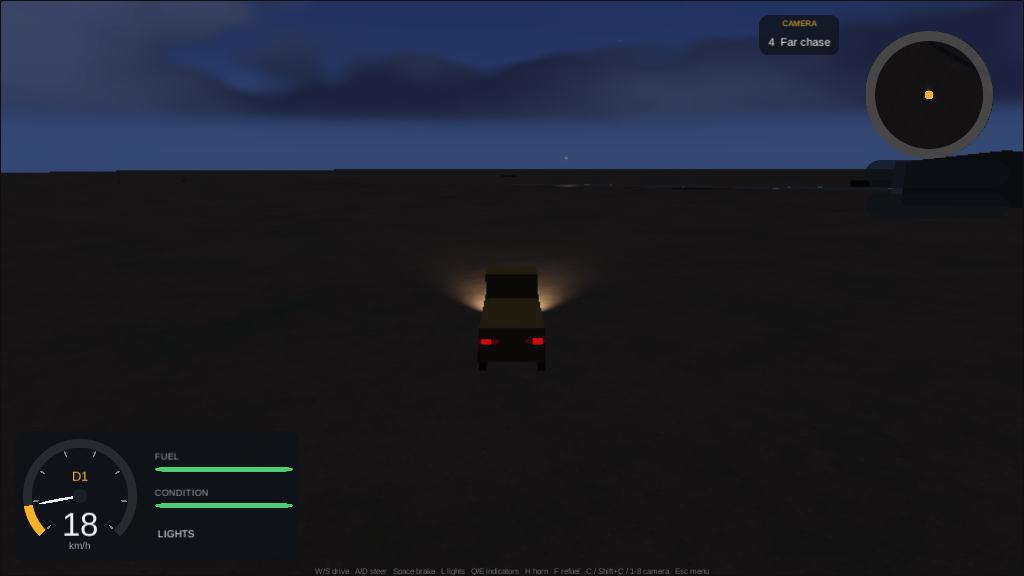 CAMERA
4 Far chase
D1
18
km/h
FUEL
CONDITION
LIGHTS
W/S drive A/D steer Space brake L lights Q/E indicators H horn F refuel C / Shift+C / 1-8 camera Esc menu